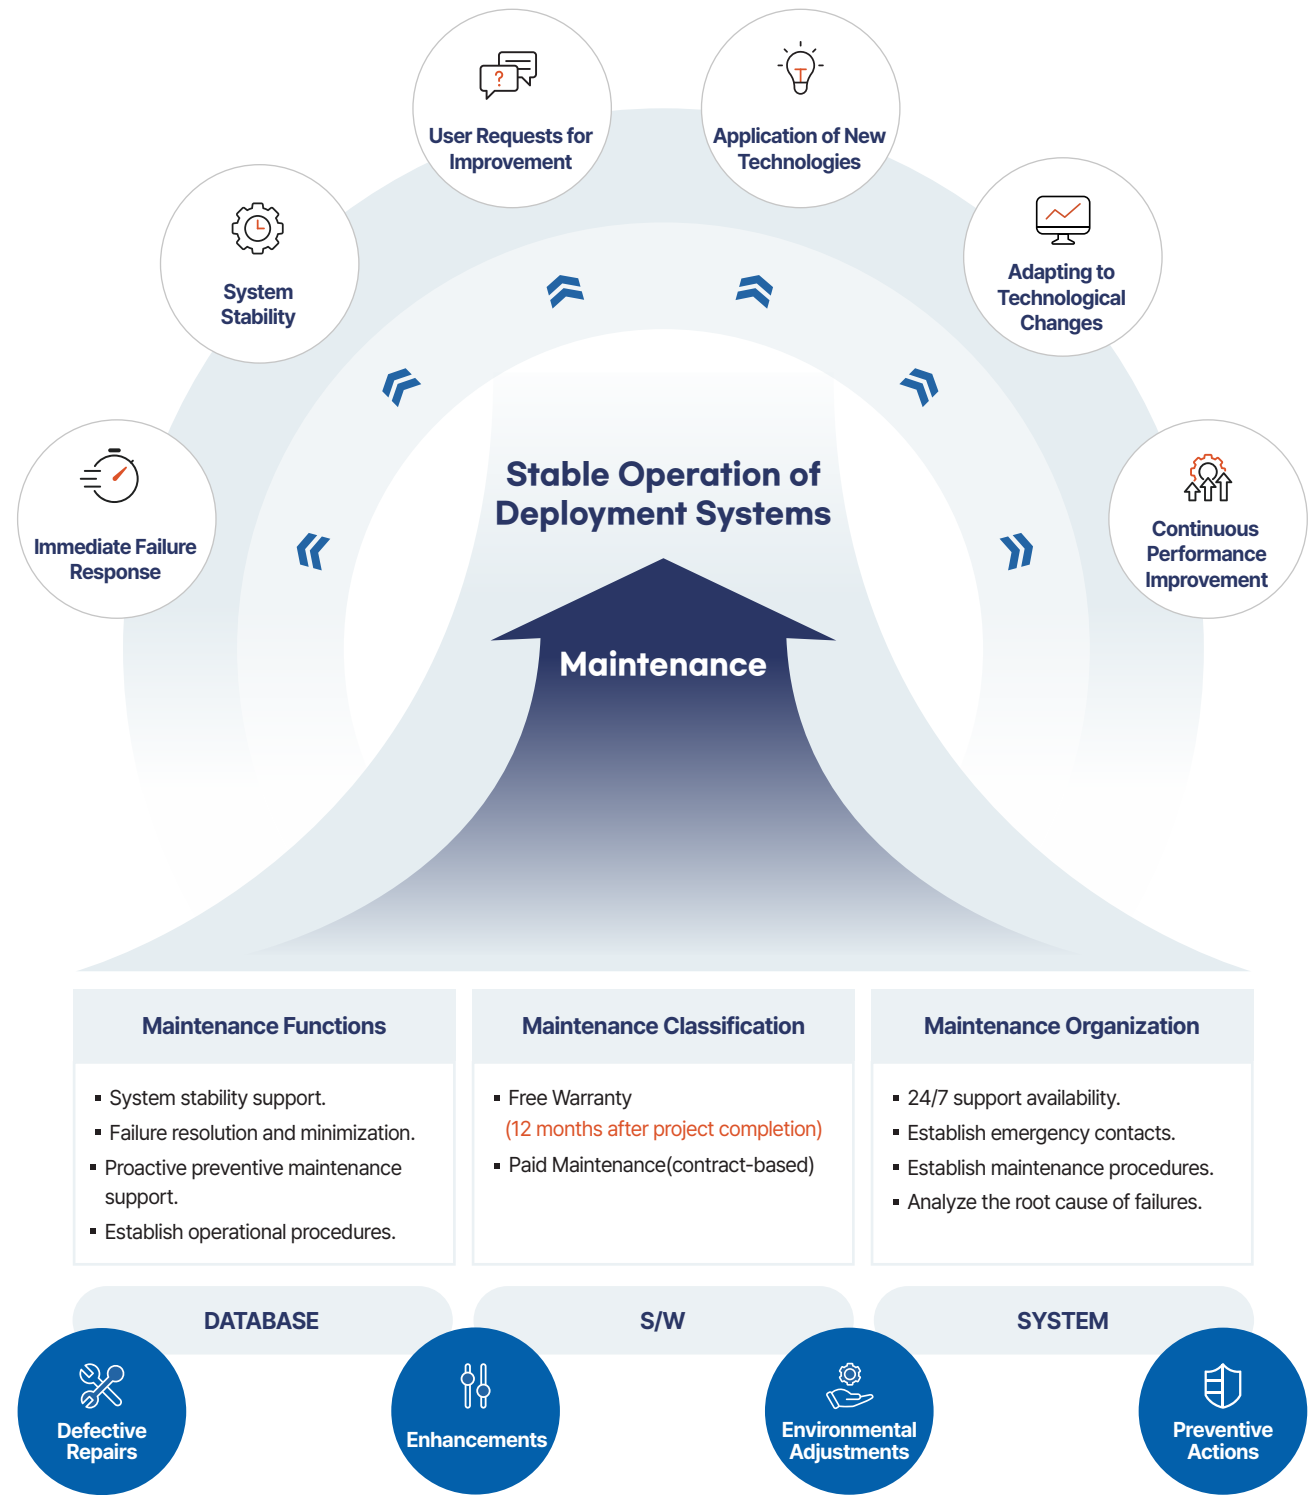 User Requests for
Improvement
Application of New
Technologies
System
Stability
Adapting to
Technological
Changes
Immediate Failure
Response
Continuous
Performance
Improvement
Stable Operation of
Deployment Systems
Maintenance
Maintenance Functions
▪ System stability support.
▪ Failure resolution and minimization.
▪ Proactive preventive maintenance
support.
▪ Establish operational procedures.
Maintenance Classification
▪ Free Warranty
(12 months after project completion)
▪ Paid Maintenance(contract-based)
Maintenance Organization
▪ 24/7 support availability.
▪ Establish emergency contacts.
▪ Establish maintenance procedures.
▪ Analyze the root cause of failures.
DATABASE
S/W
SYSTEM
Defective
Repairs
Enhancements
Environmental
Adjustments
Preventive
Actions